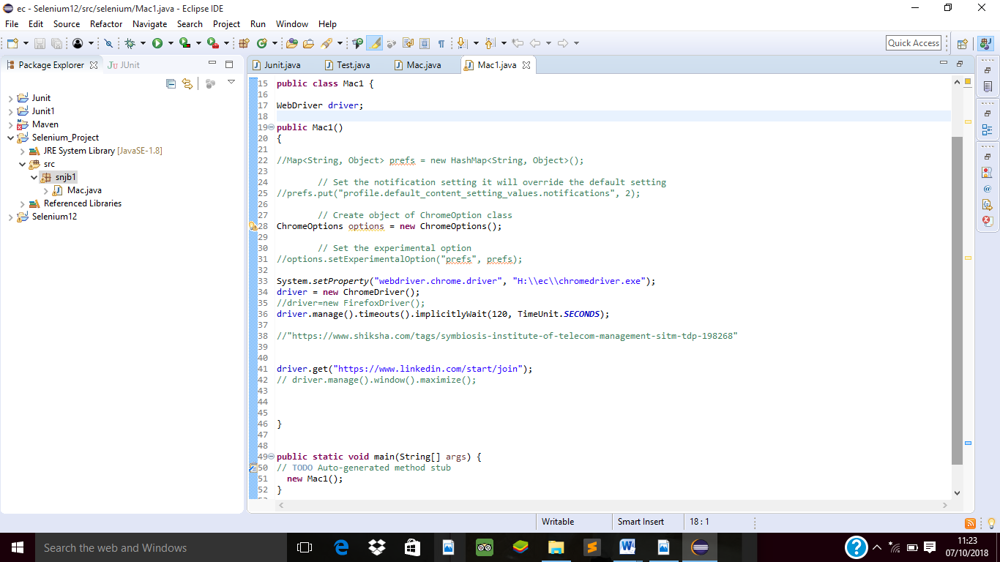 ec - Selenium12/src/selenium/Mac1.java - Eclipse IDE
File Edit Source Refactor Navigate Search Project Run Window Help
Quick Access
Package Explorer JUnit
Junit.java Test.java Mac.java Mac1.java
Junit
Junit1
Maven
Selenium_Project
JRE System Library [JavaSE-1.8]
src
snjb1
Mac.java
Referenced Libraries
Selenium12
15 public class Mac1 {
16
17 WebDriver driver;
18
19 public Mac1()
20 {
21
22 //Map<String, Object> prefs = new HashMap<String, Object>();
23
24 // Set the notification setting it will override the default setting
25 //prefs.put("profile.default_content_setting_values.notifications", 2);
26
27 // Create object of ChromeOption class
28 ChromeOptions options = new ChromeOptions();
29
30 // Set the experimental option
31 //options.setExperimentalOption("prefs", prefs);
32
33 System.setProperty("webdriver.chrome.driver", "H:\\ec\\chromedriver.exe");
34 driver = new ChromeDriver();
35 //driver=new FirefoxDriver();
36 driver.manage().timeouts().implicitlyWait(120, TimeUnit.SECONDS);
37
38 //"https://www.shiksha.com/tags/symbiosis-institute-of-telecom-management-sitm-tdp-198268"
39
40
41 driver.get("https://www.linkedin.com/start/join");
42 // driver.manage().window().maximize();
43
44
45
46 }
47
48
49 public static void main(String[] args) {
50 // TODO Auto-generated method stub
51 new Mac1();
52 }
Writable Smart Insert 18 : 1
Search the web and Windows
11:23
07/10/2018